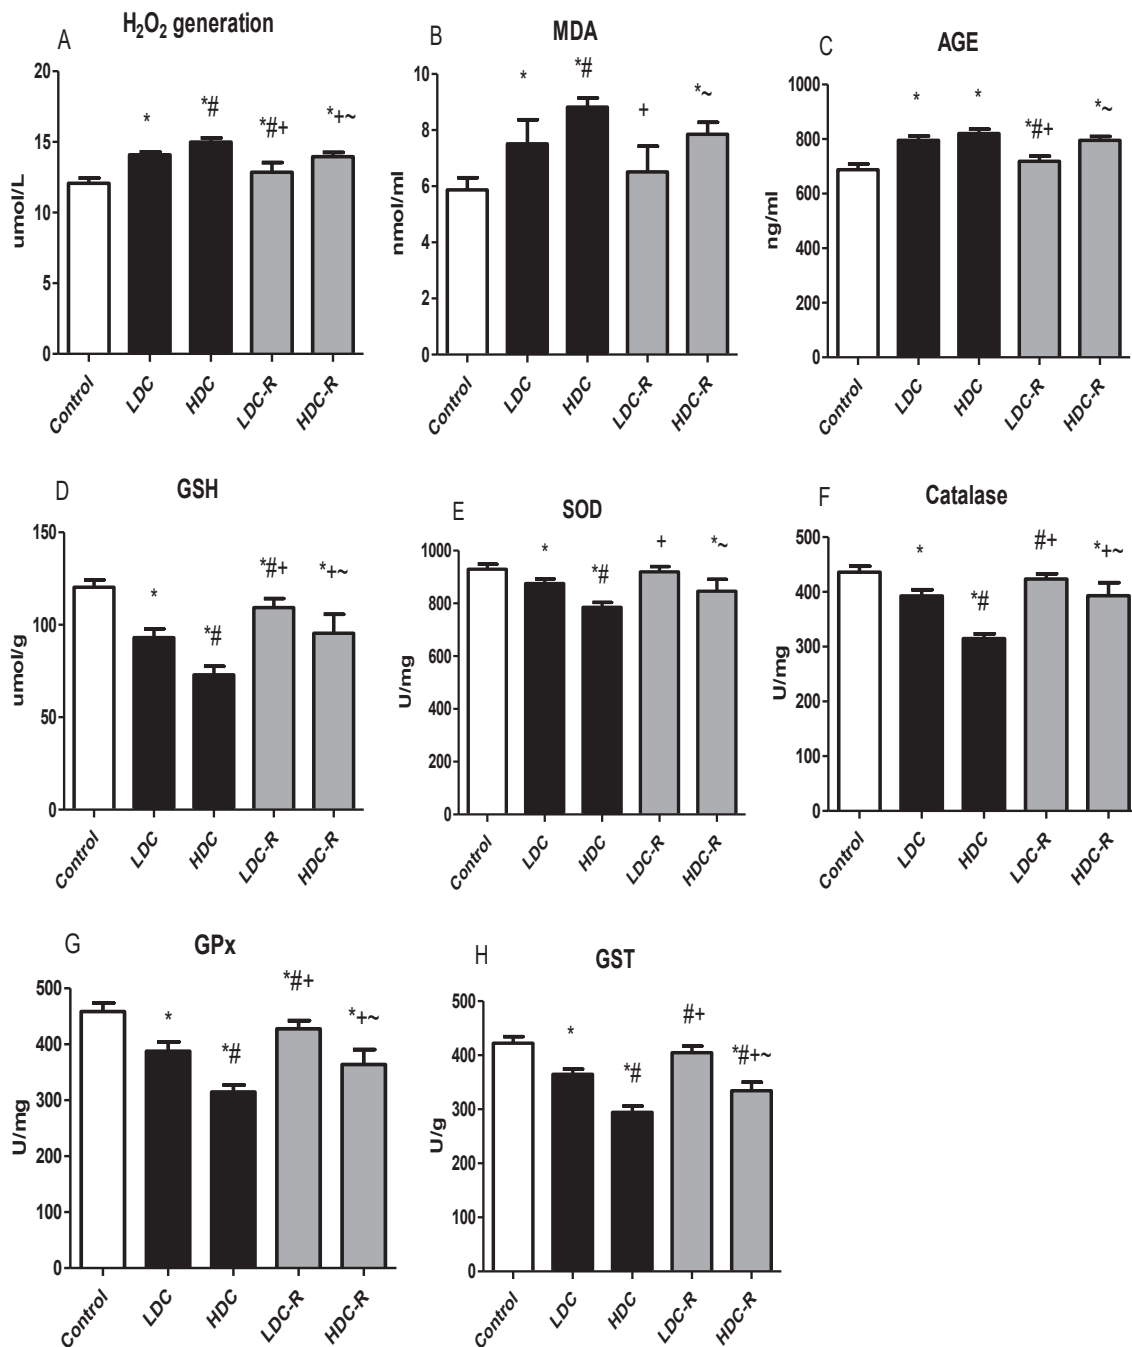 A
H₂O₂ generation
umol/L
20
15
10
5
0
*
*#
*#+
*+~
Control
LDC
HDC
LDC-R
HDC-R
B
MDA
nmol/ml
10
8
6
4
2
0
*
*#
+
*~
Control
LDC
HDC
LDC-R
HDC-R
C
AGE
ng/ml
1000
800
600
400
200
0
*
*
*#+
*~
Control
LDC
HDC
LDC-R
HDC-R
D
GSH
umol/g
150
100
50
0
*
*#
*#+
*+~
Control
LDC
HDC
LDC-R
HDC-R
E
SOD
U/mg
1000
800
600
400
200
0
*
*#
+
*~
Control
LDC
HDC
LDC-R
HDC-R
F
Catalase
U/mg
500
400
300
200
100
0
*
*#
#+
*+~
Control
LDC
HDC
LDC-R
HDC-R
G
GPx
U/mg
500
400
300
200
100
0
*
*#
*#+
*+~
Control
LDC
HDC
LDC-R
HDC-R
H
GST
U/g
500
400
300
200
100
0
*
*#
#+
*#+~
Control
LDC
HDC
LDC-R
HDC-R